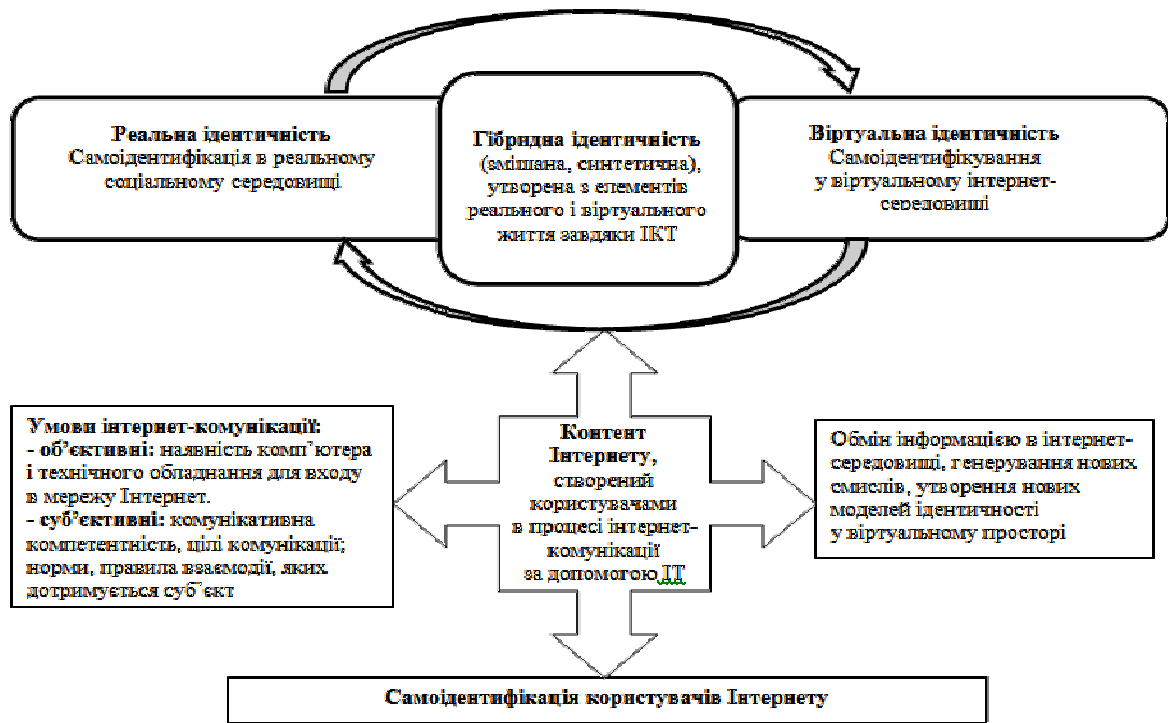 Реальна ідентичність
Самоідентифікація в реальному
соціальному середовищі
Гібридна ідентичність
(змішана, синтетична),
утворена з елементів
реального і віртуального
життя завдяки ІКТ
Віртуальна ідентичність
Самоідентифікування
у віртуальному інтернет-
середовищі
Умови інтернет-комунікації:
- об’єктивні: наявність комп’ютера
і технічного обладнання для входу
в мережу Інтернет.
- суб’єктивні: комунікативна
компетентність, цілі комунікації;
норми, правила взаємодії, яких
дотримується суб’єкт
Контент
Інтернету,
створений
користувачами
в процесі інтернет-
комунікації
за допомогою ІТ
Обмін інформацією в інтернет-
середовищі, генерування нових
смислів, утворення нових
моделей ідентичності
у віртуальному просторі
Самоідентифікація користувачів Інтернету